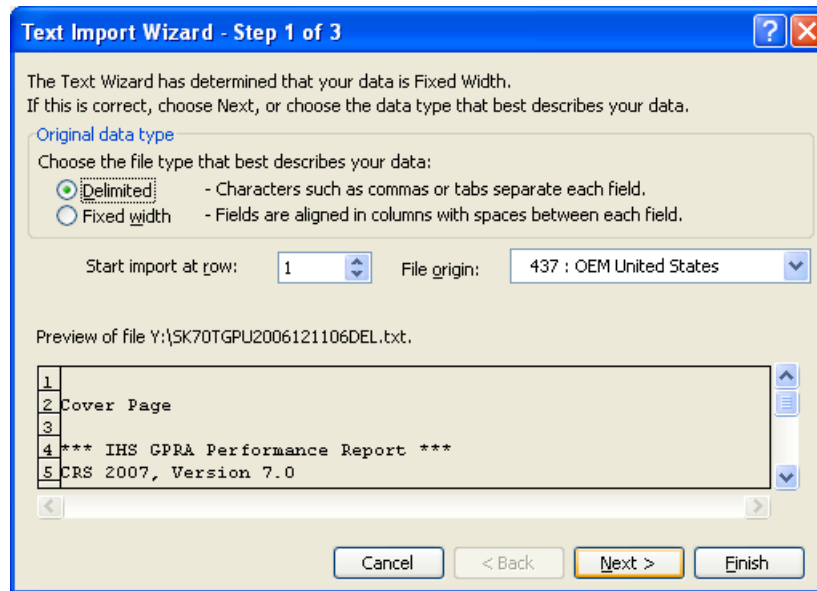 Text Import Wizard - Step 1 of 3
The Text Wizard has determined that your data is Fixed Width.
If this is correct, choose Next, or choose the data type that best describes your data.
Original data type
Choose the file type that best describes your data:
Delimited - Characters such as commas or tabs separate each field.
Fixed width - Fields are aligned in columns with spaces between each field.
Start import at row: 1 File origin: 437 : OEM United States
Preview of file Y:\SK70TGPU2006121106DEL.txt.
1
2 Cover Page
3
4 *** IHS GPRA Performance Report ***
5 CRS 2007, Version 7.0
Cancel < Back Next > Finish